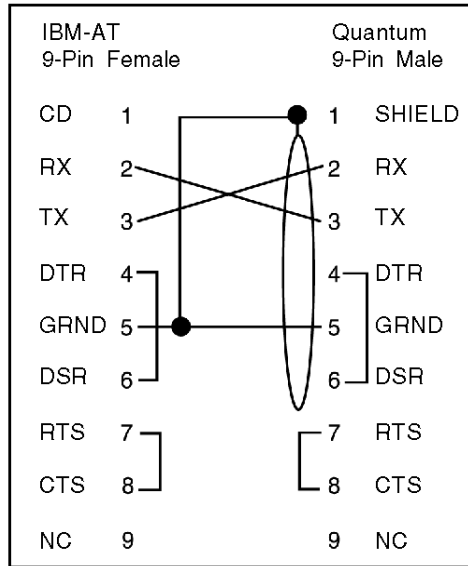 IBM-AT Quantum
9-Pin Female 9-Pin Male
CD 1 1 SHIELD
RX 2 2 RX
TX 3 3 TX
DTR 4 4 DTR
GRND 5 5 GRND
DSR 6 6 DSR
RTS 7 7 RTS
CTS 8 8 CTS
NC 9 9 NC